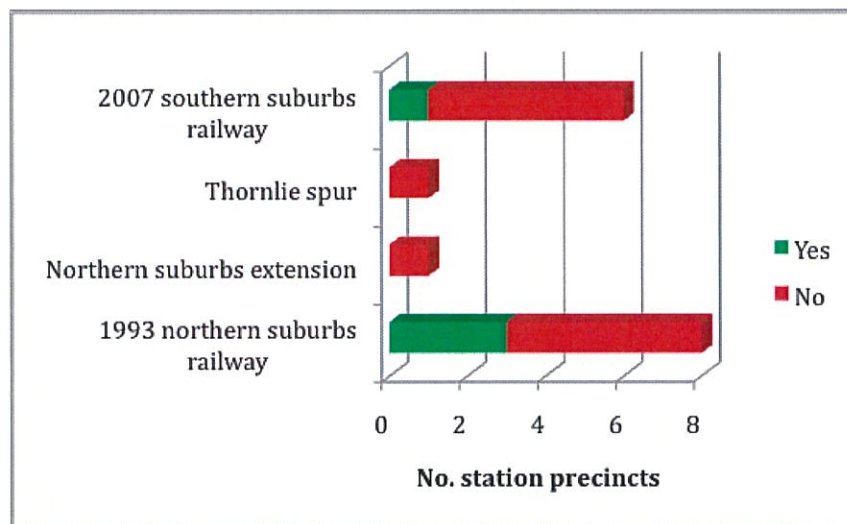 2007 southern suburbs
railway
Thornlie spur
Northern suburbs extension
1993 northern suburbs
railway
Yes
No
0 2 4 6 8
No. station precincts